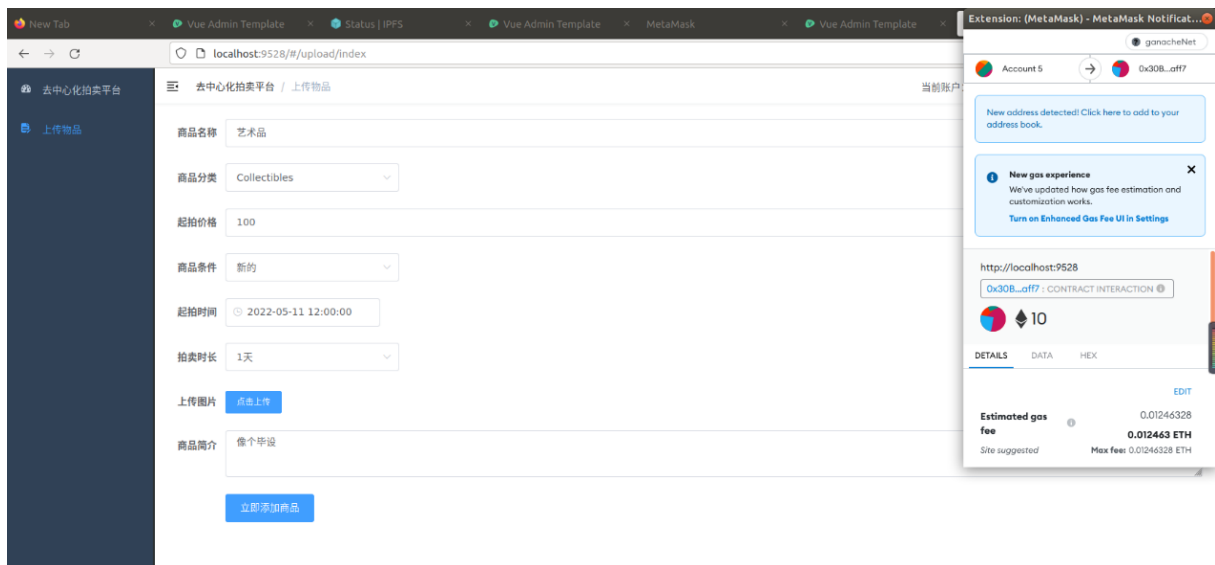 New Tab
Vue Admin Template
Status | IPFS
Vue Admin Template
MetaMask
Vue Admin Template
Extension: (MetaMask) - MetaMask Notificat...
localhost:9528/#/upload/index
ganacheNet
Account 5
0x30B...aff7
去中心化拍卖平台
去中心化拍卖平台 / 上传物品
当前账户
上传物品
New address detected! Click here to add to your
address book.
商品名称 艺术品
商品分类 Collectibles
New gas experience
We've updated how gas fee estimation and
customization works.
Turn on Enhanced Gas Fee UI in Settings
起拍价格 100
商品条件 新的
http://localhost:9528
0x30B...aff7 : CONTRACT INTERACTION
起拍时间 2022-05-11 12:00:00
10
拍卖时长 1天
DETAILS DATA HEX
上传图片 点击上传
EDIT
商品简介 像个毕设
Estimated gas
fee
0.01246328
0.012463 ETH
Site suggested
Max fee: 0.01246328 ETH
立即添加商品